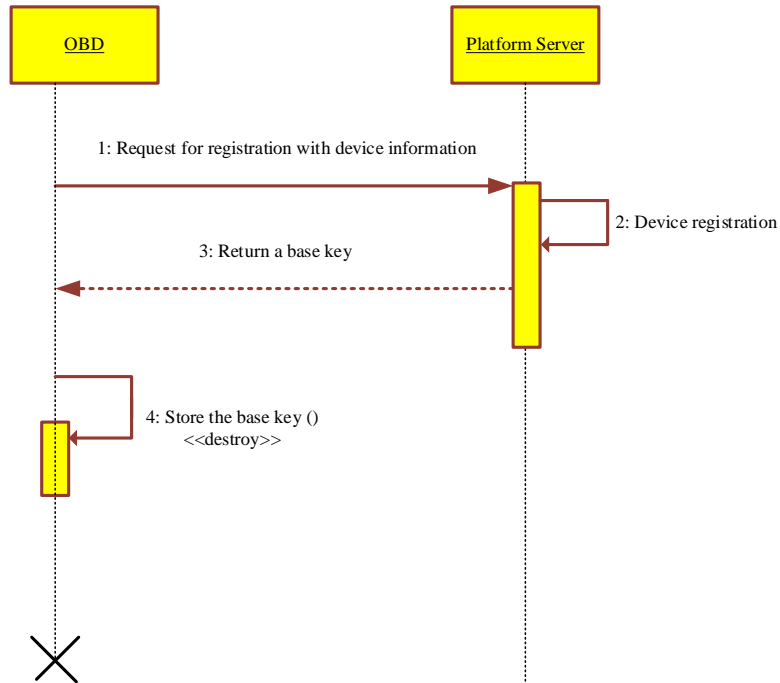 OBD
Platform Server
1: Request for registration with device information
2: Device registration
3: Return a base key
4: Store the base key ()
<<destroy>>